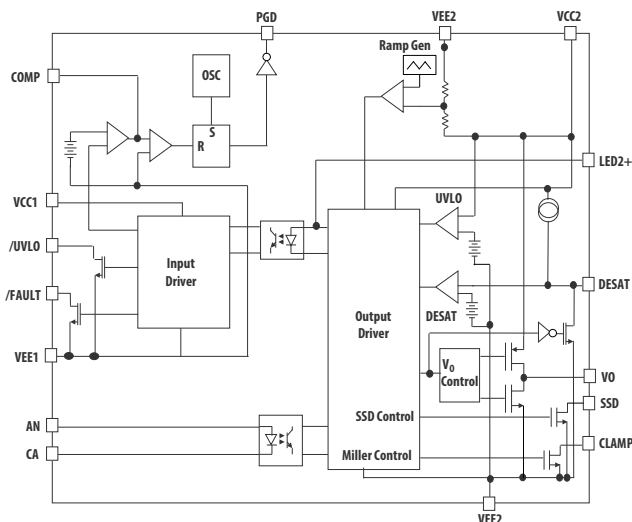 PGD
VEE2
VCC2
Ramp Gen
COMP
OSC
S
R
LED2+
VCC1
UVLO
/UVLO
Input
Driver
/FAULT
DESAT
DESAT
Output
Driver
VEE1
V0
Control
VO
SSD
AN
SSD Control
CLAMP
CA
Miller Control
VEE2